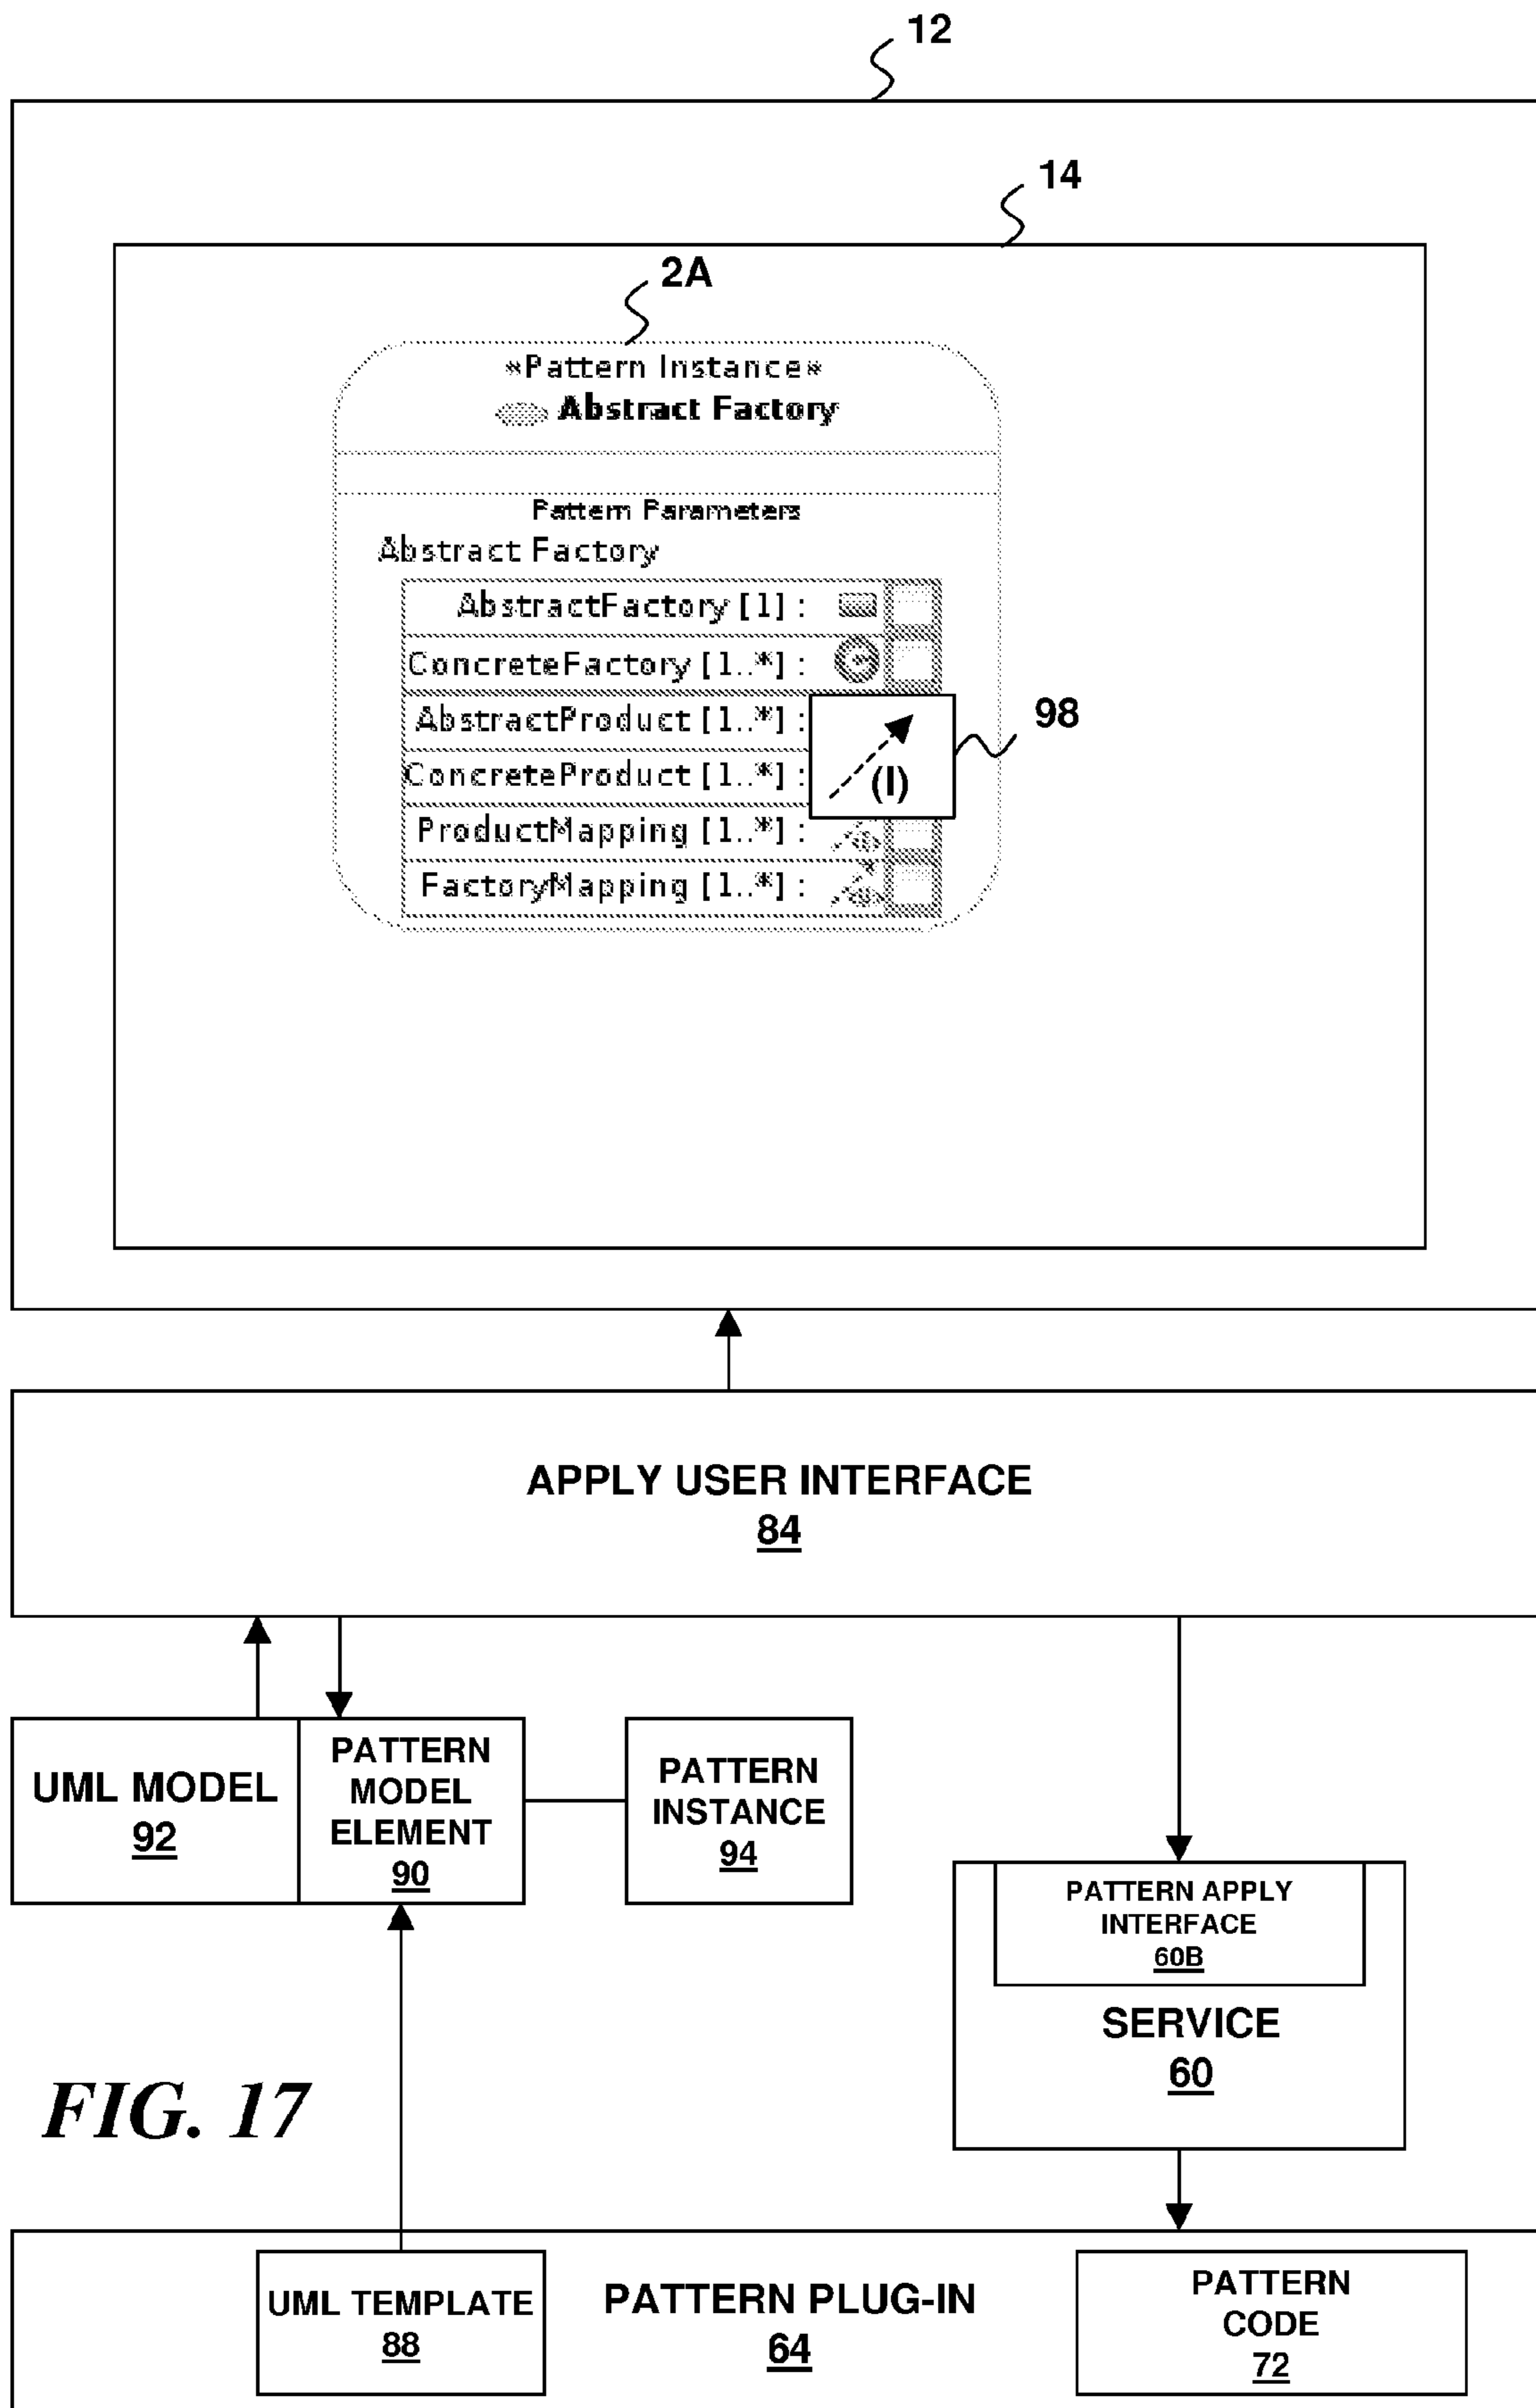 12
14
2A
«Pattern Instance»
Abstract Factory
Pattern Parameters
Abstract Factory
AbstractFactory [1] :
ConcreteFactory [1..*] :
AbstractProduct [1..*] :
98
(I)
ConcreteProduct [1..*] :
ProductMapping [1..*] :
FactoryMapping [1..*] :
APPLY USER INTERFACE
84
UML MODEL
92
PATTERN
MODEL
ELEMENT
90
PATTERN
INSTANCE
94
PATTERN APPLY
INTERFACE
60B
SERVICE
60
FIG. 17
UML TEMPLATE
88
PATTERN PLUG-IN
64
PATTERN
CODE
72